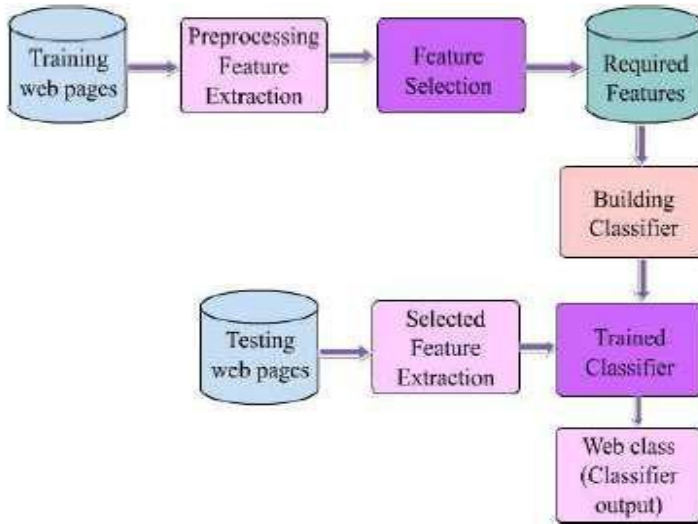 Training
web pages
Preprocessing
Feature
Extraction
Feature
Selection
Required
Features
Building
Classifier
Testing
web pages
Selected
Feature
Extraction
Trained
Classifier
Web class
(Classifier
output)